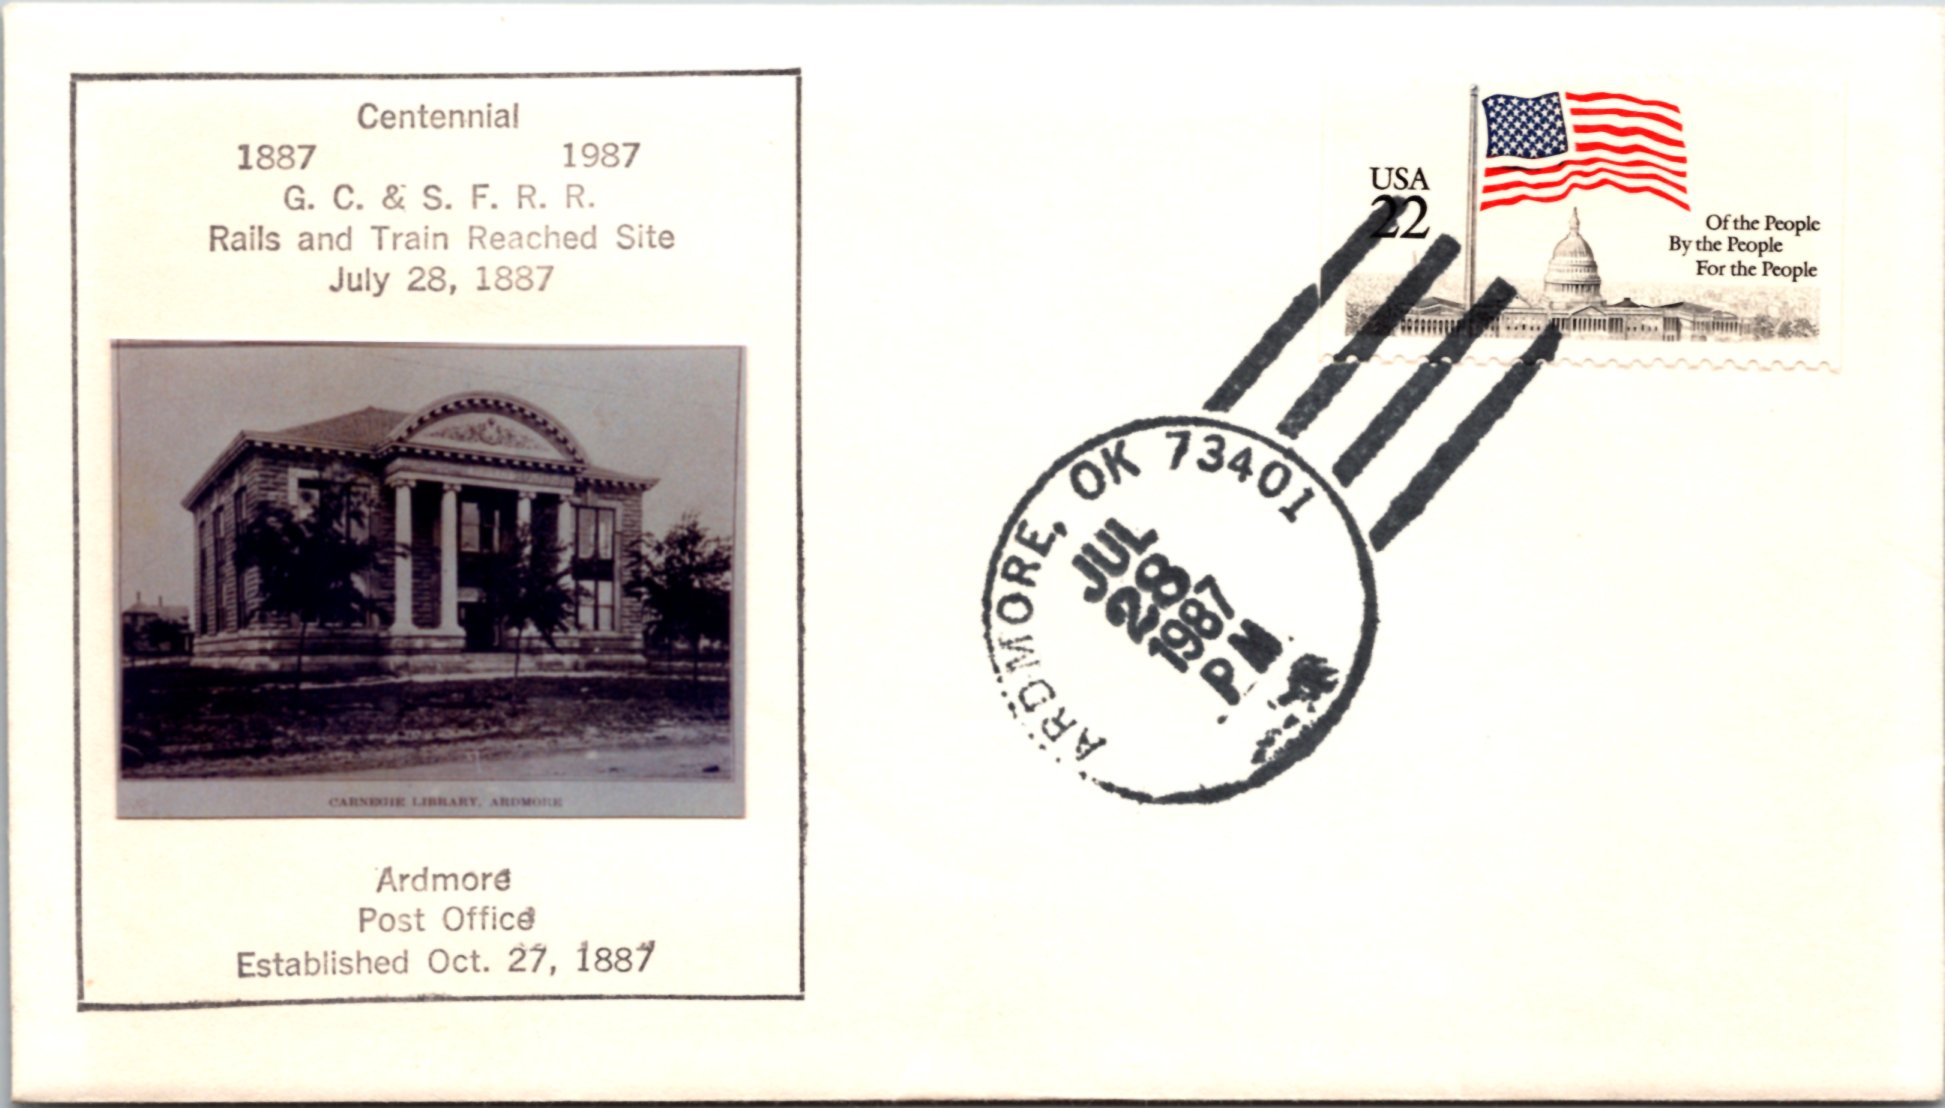 Centennial
1887 1987
G. C. & S. F. R. R.
Rails and Train Reached Site
July 28, 1887
CARNEGIE LIBRARY, ARDMORE
Ardmore
Post Office
Established Oct. 27, 1887
USA
22
Of the People
By the People
For the People
ARDMORE, OK 73401
JUL
28
1987
PM